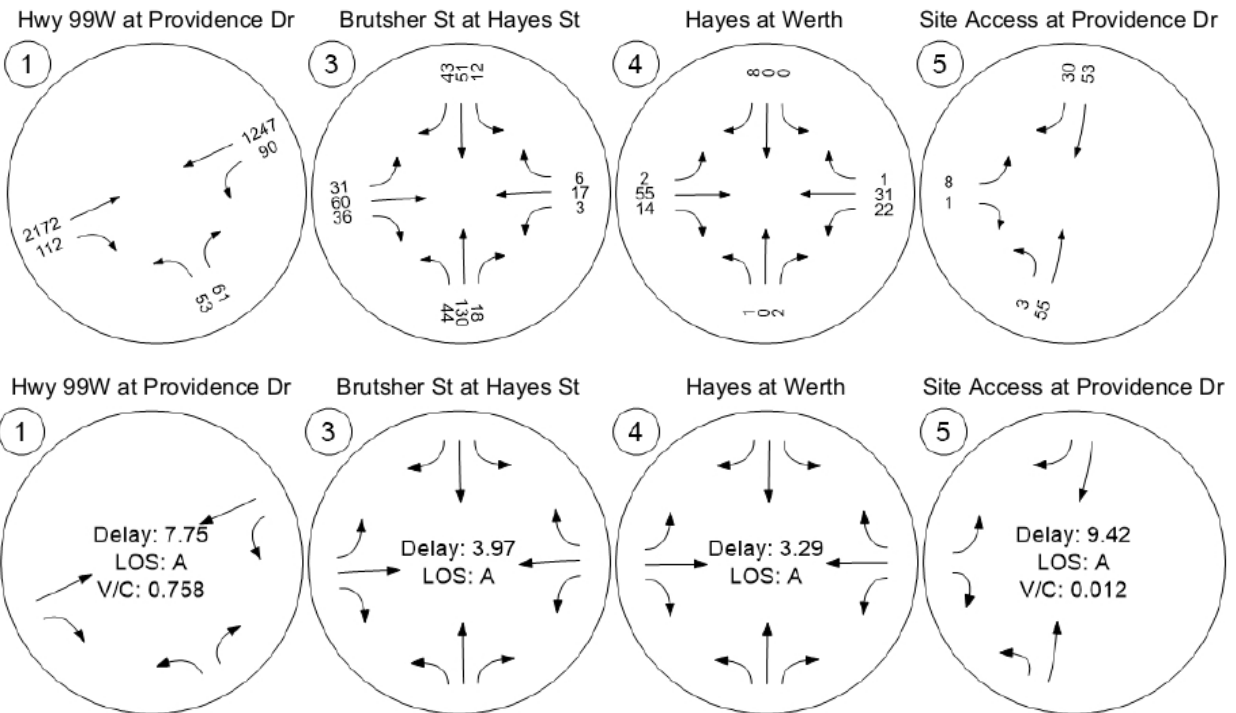 Hwy 99W at Providence Dr
1
1247
90
2172
112
53
61
Brutsher St at Hayes St
3
43
51
12
31
60
36
6
17
3
44
130
18
Hayes at Werth
4
8
0
0
2
55
14
1
31
22
1
0
2
Site Access at Providence Dr
5
30
53
8
1
3
55
Hwy 99W at Providence Dr
1
Delay: 7.75
LOS: A
V/C: 0.758
Brutsher St at Hayes St
3
Delay: 3.97
LOS: A
Hayes at Werth
4
Delay: 3.29
LOS: A
Site Access at Providence Dr
5
Delay: 9.42
LOS: A
V/C: 0.012